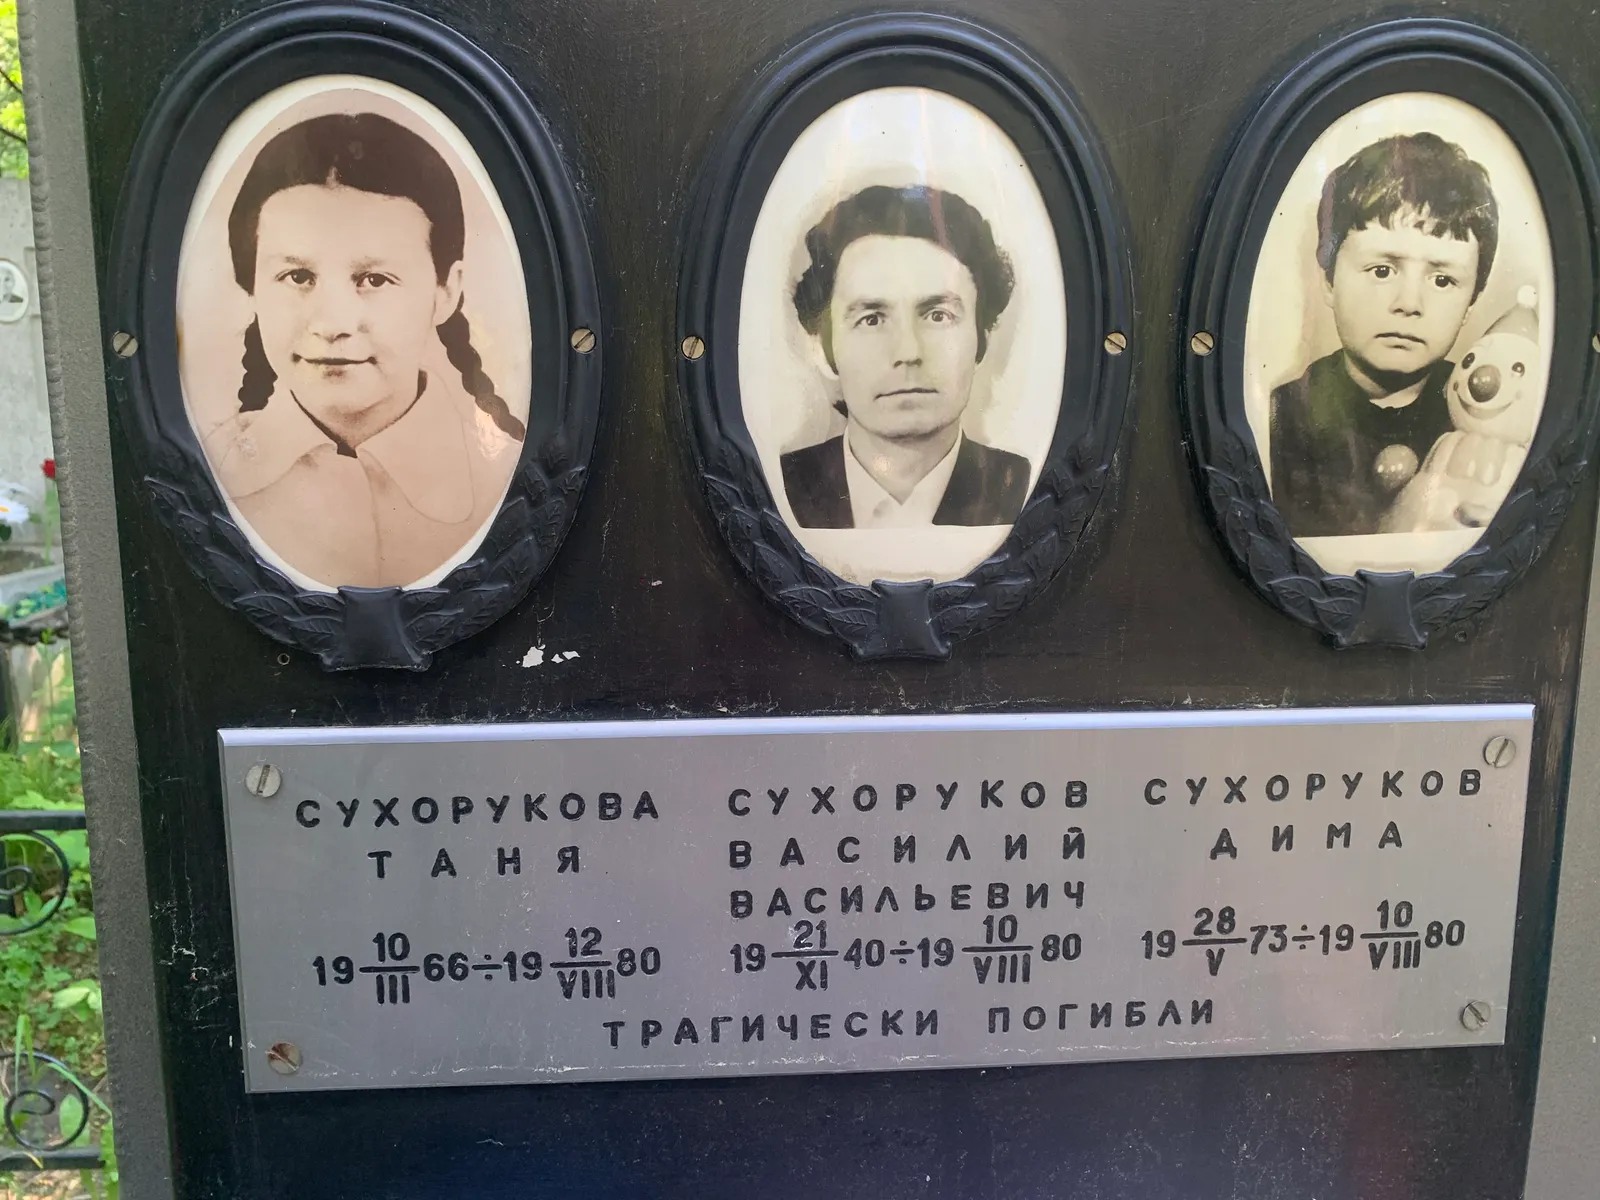 СУХОРУКОВА СУХОРУКОВ СУХОРУКОВ
ТАНЯ ВАСИЛИЙ ДИМА
ВАСИЛЬЕВИЧ
19 10/III 66÷19 12/VIII 80 19 21/XI 40÷19 10/VIII 80 19 28/V 73÷19 10/VIII 80
ТРАГИЧЕСКИ ПОГИБЛИ